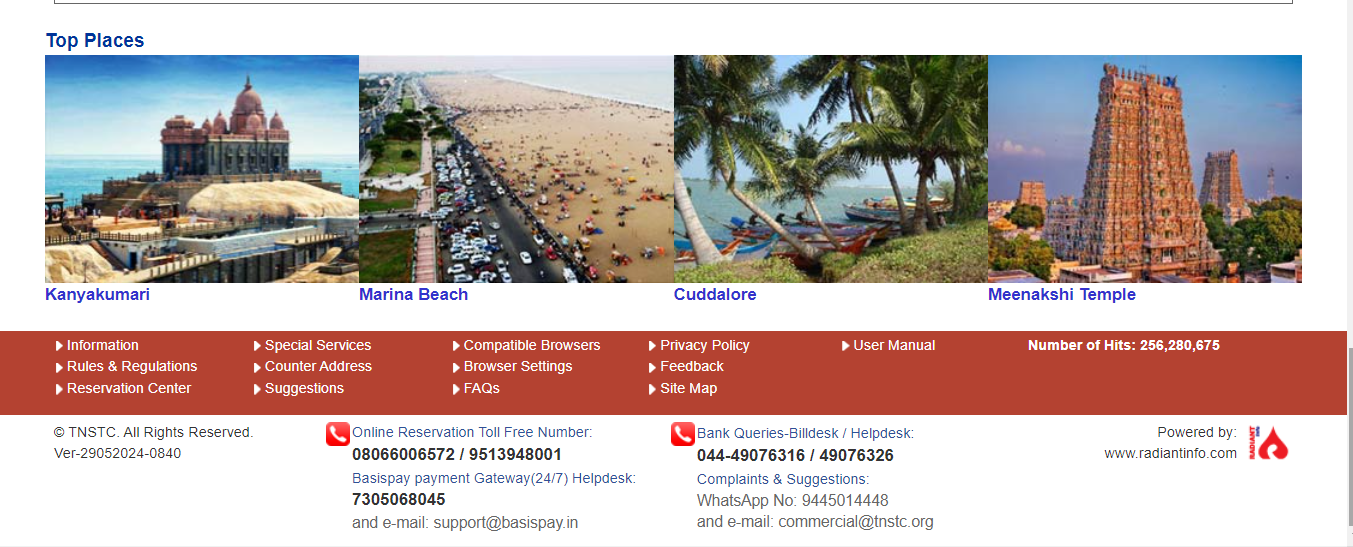 Top Places
Kanyakumari
Marina Beach
Cuddalore
Meenakshi Temple
Information
Rules & Regulations
Reservation Center
Special Services
Counter Address
Suggestions
Compatible Browsers
Browser Settings
FAQs
Privacy Policy
Feedback
Site Map
User Manual
Number of Hits: 256,280,675
© TNSTC. All Rights Reserved.
Ver-29052024-0840
Online Reservation Toll Free Number:
08066006572 / 9513948001
Basispay payment Gateway(24/7) Helpdesk:
7305068045
and e-mail: support@basispay.in
Bank Queries-Billdesk / Helpdesk:
044-49076316 / 49076326
Complaints & Suggestions:
WhatsApp No: 9445014448
and e-mail: commercial@tnstc.org
Powered by:
www.radiantinfo.com
RADIANT